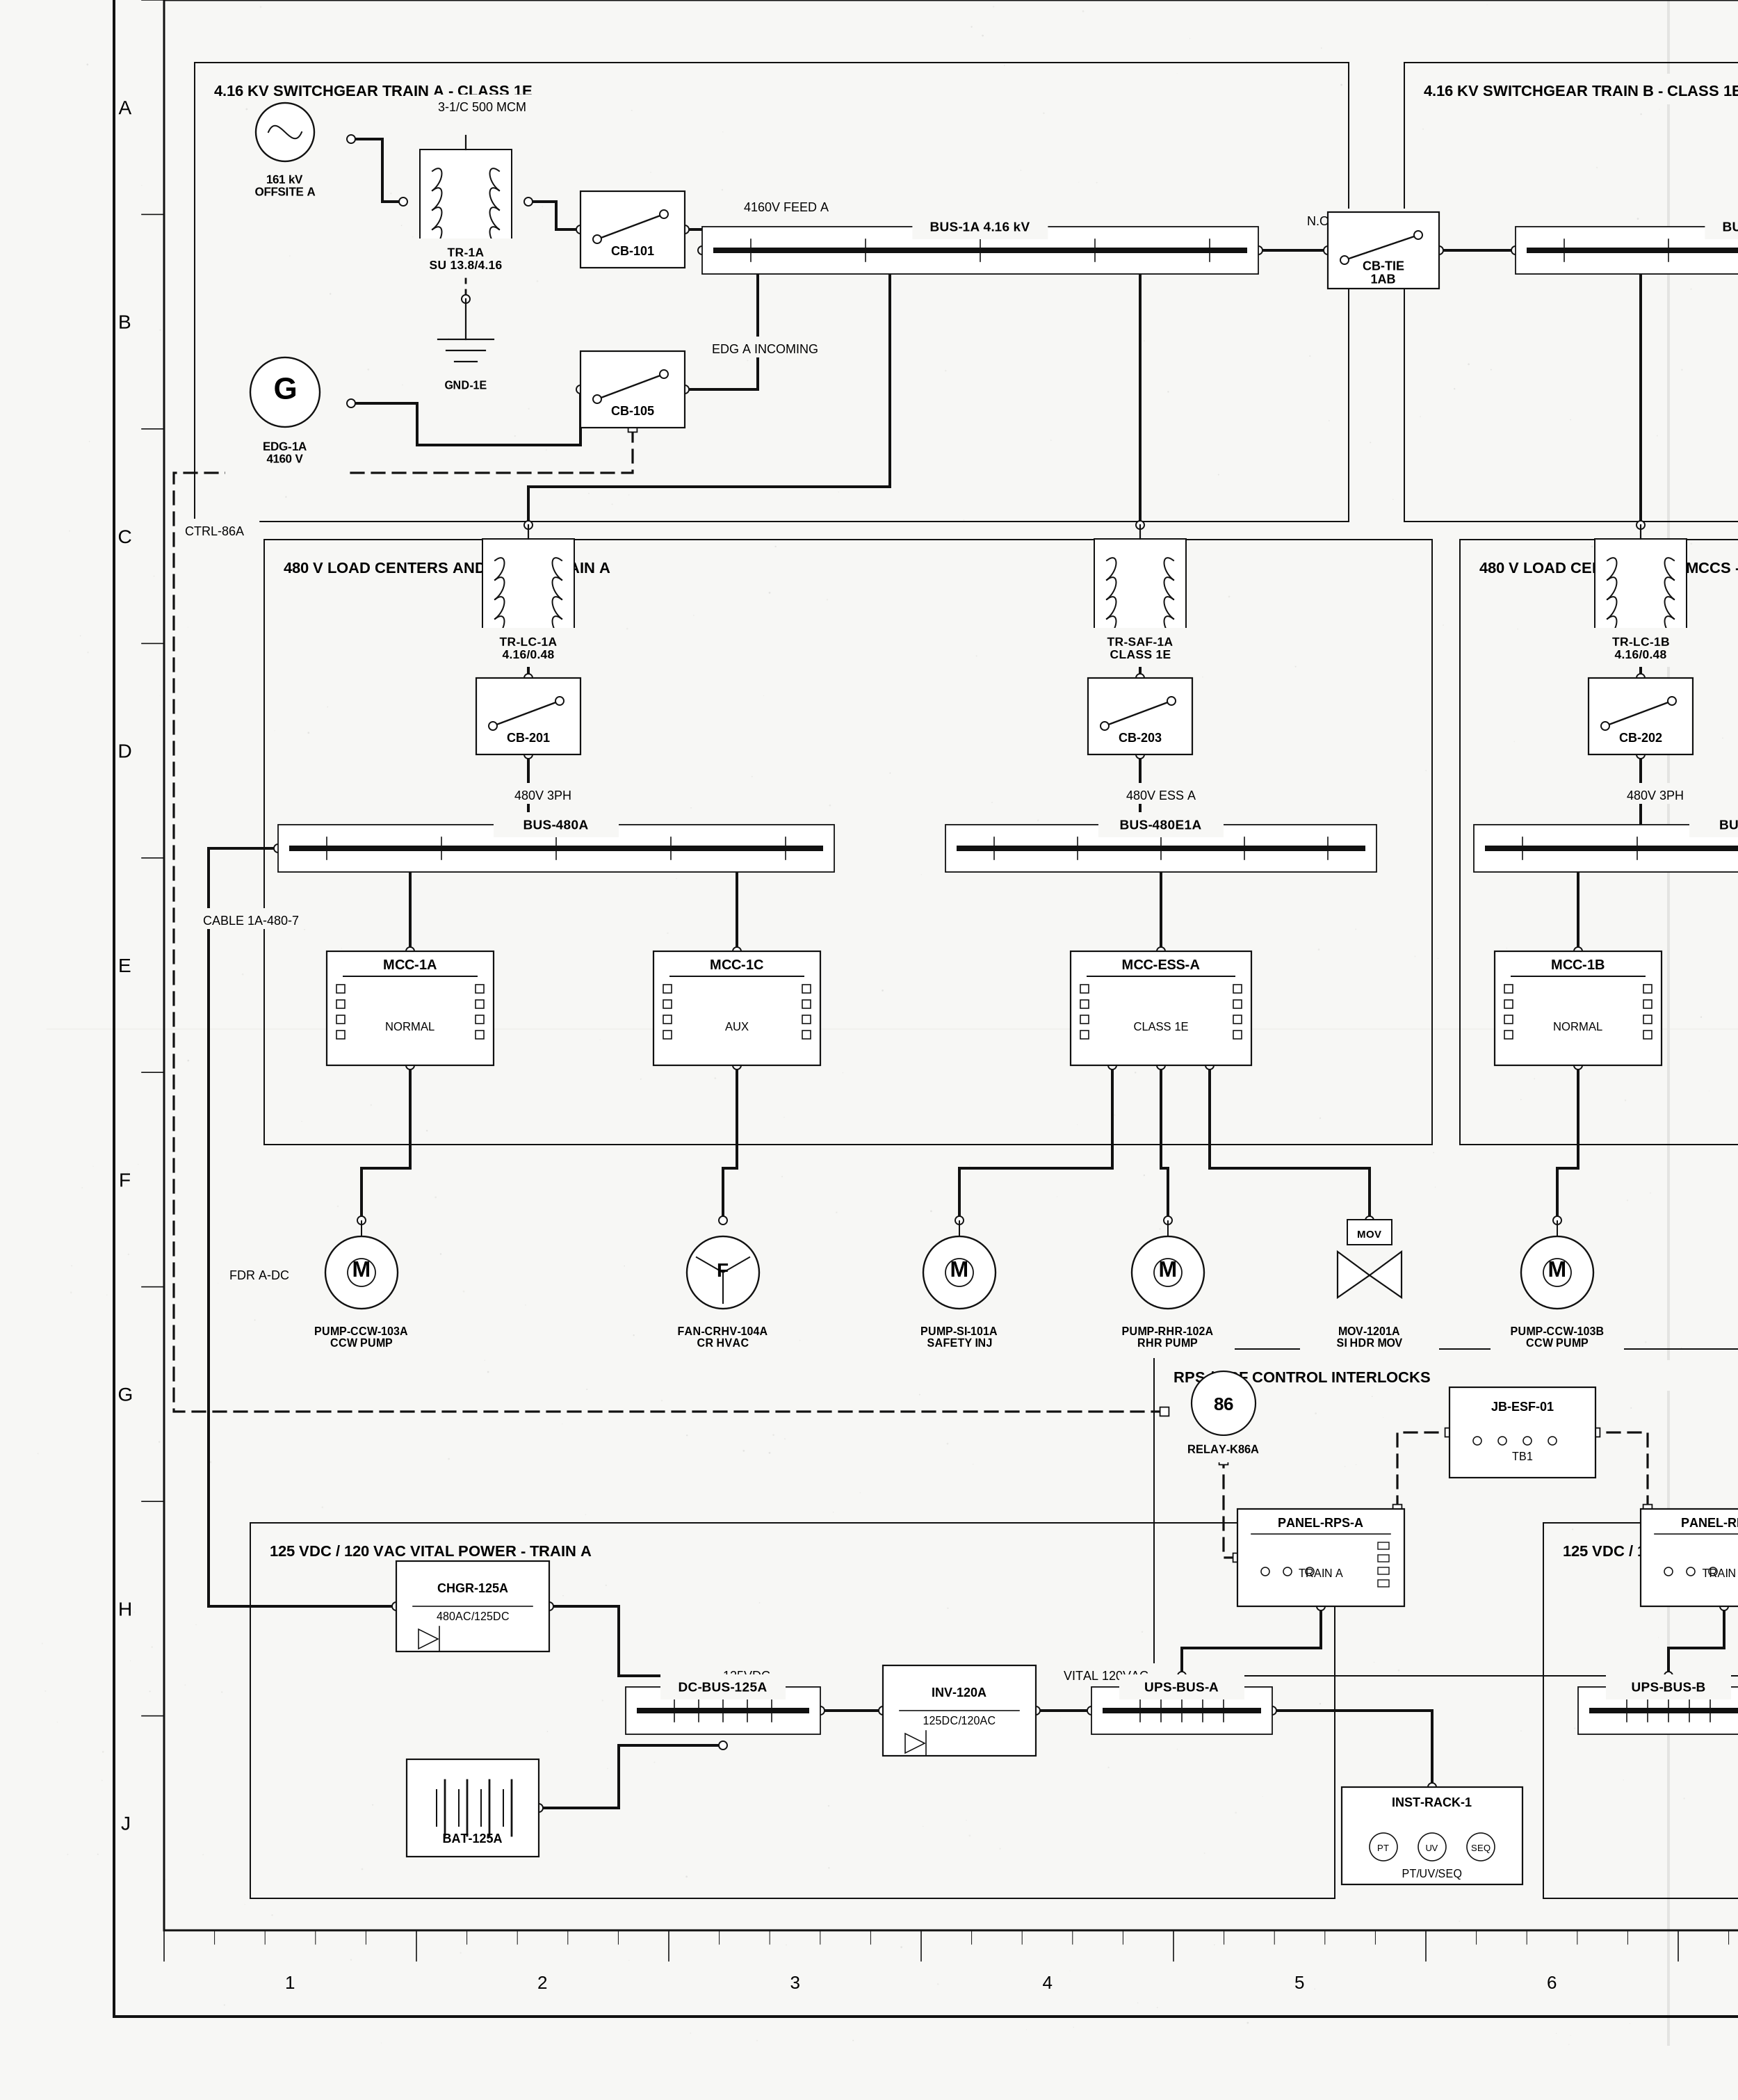 A
B
C
D
E
F
G
H
J
4.16 KV SWITCHGEAR TRAIN A - CLASS 1E
4.16 KV SWITCHGEAR TRAIN B - CLASS 1E
3-1/C 500 MCM
161 kV
OFFSITE A
TR-1A
SU 13.8/4.16
GND-1E
CB-101
4160V FEED A
BUS-1A 4.16 kV
N.O
CB-TIE
1AB
BU
G
EDG-1A
4160 V
CB-105
EDG A INCOMING
CTRL-86A
480 V LOAD CENTERS AND
AIN A
480 V LOAD CEN
MCCS -
TR-LC-1A
4.16/0.48
TR-SAF-1A
CLASS 1E
TR-LC-1B
4.16/0.48
CB-201
CB-203
CB-202
480V 3PH
480V ESS A
480V 3PH
BUS-480A
BUS-480E1A
BU
CABLE 1A-480-7
MCC-1A
NORMAL
MCC-1C
AUX
MCC-ESS-A
CLASS 1E
MCC-1B
NORMAL
FDR A-DC
M
PUMP-CCW-103A
CCW PUMP
F
FAN-CRHV-104A
CR HVAC
M
PUMP-SI-101A
SAFETY INJ
M
PUMP-RHR-102A
RHR PUMP
MOV
MOV-1201A
SI HDR MOV
M
PUMP-CCW-103B
CCW PUMP
RPS
CONTROL INTERLOCKS
86
RELAY-K86A
JB-ESF-01
TB1
PANEL-RPS-A
TRAIN A
PANEL-RP
TRAIN
125 VDC / 120 VAC VITAL POWER - TRAIN A
125 VDC / 1
CHGR-125A
480AC/125DC
125VDC
DC-BUS-125A
INV-120A
125DC/120AC
VITAL 120VAC
UPS-BUS-A
UPS-BUS-B
BAT-125A
INST-RACK-1
PT
UV
SEQ
PT/UV/SEQ
1
2
3
4
5
6